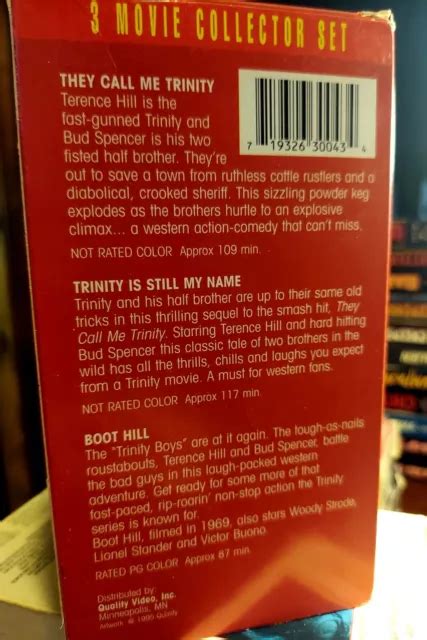 3 MOVIE COLLECTOR SET
THEY CALL ME TRINITY
Terence Hill is the
fast-gunned Trinity and
Bud Spencer is his two
fisted half brother. They're
out to save a town from ruthless cattle rustlers and a
diabolical, crooked sheriff. This sizzling powder keg
explodes as the brothers hurtle to an explosive
climax... a western action-comedy that can't miss.
NOT RATED COLOR Approx 109 min.
7 19326 30043 4
TRINITY IS STILL MY NAME
Trinity and his half brother are up to their same old
tricks in this thrilling sequel to the smash hit, They
Call Me Trinity. Starring Terence Hill and hard hitting
Bud Spencer this classic tale of two brothers in the
wild has all the thrills, chills and laughs you expect
from a Trinity movie. A must for western fans.
NOT RATED COLOR Approx 117 min.
BOOT HILL
The "Trinity Boys" are at it again. The tough-as-nails
roustabouts, Terence Hill and Bud Spencer, battle
the bad guys in this laugh-packed western
adventure. Get ready for some more of that
fast-paced, rip-roarin' non-stop action the Trinity
series is known for.
Boot Hill, filmed in 1969, also stars Woody Strode,
Lionel Stander and Victor Buono.
RATED PG COLOR Approx 87 min.
Distributed by:
Quality Video, Inc.
Minneapolis, MN
Artwork © 1995 Quality